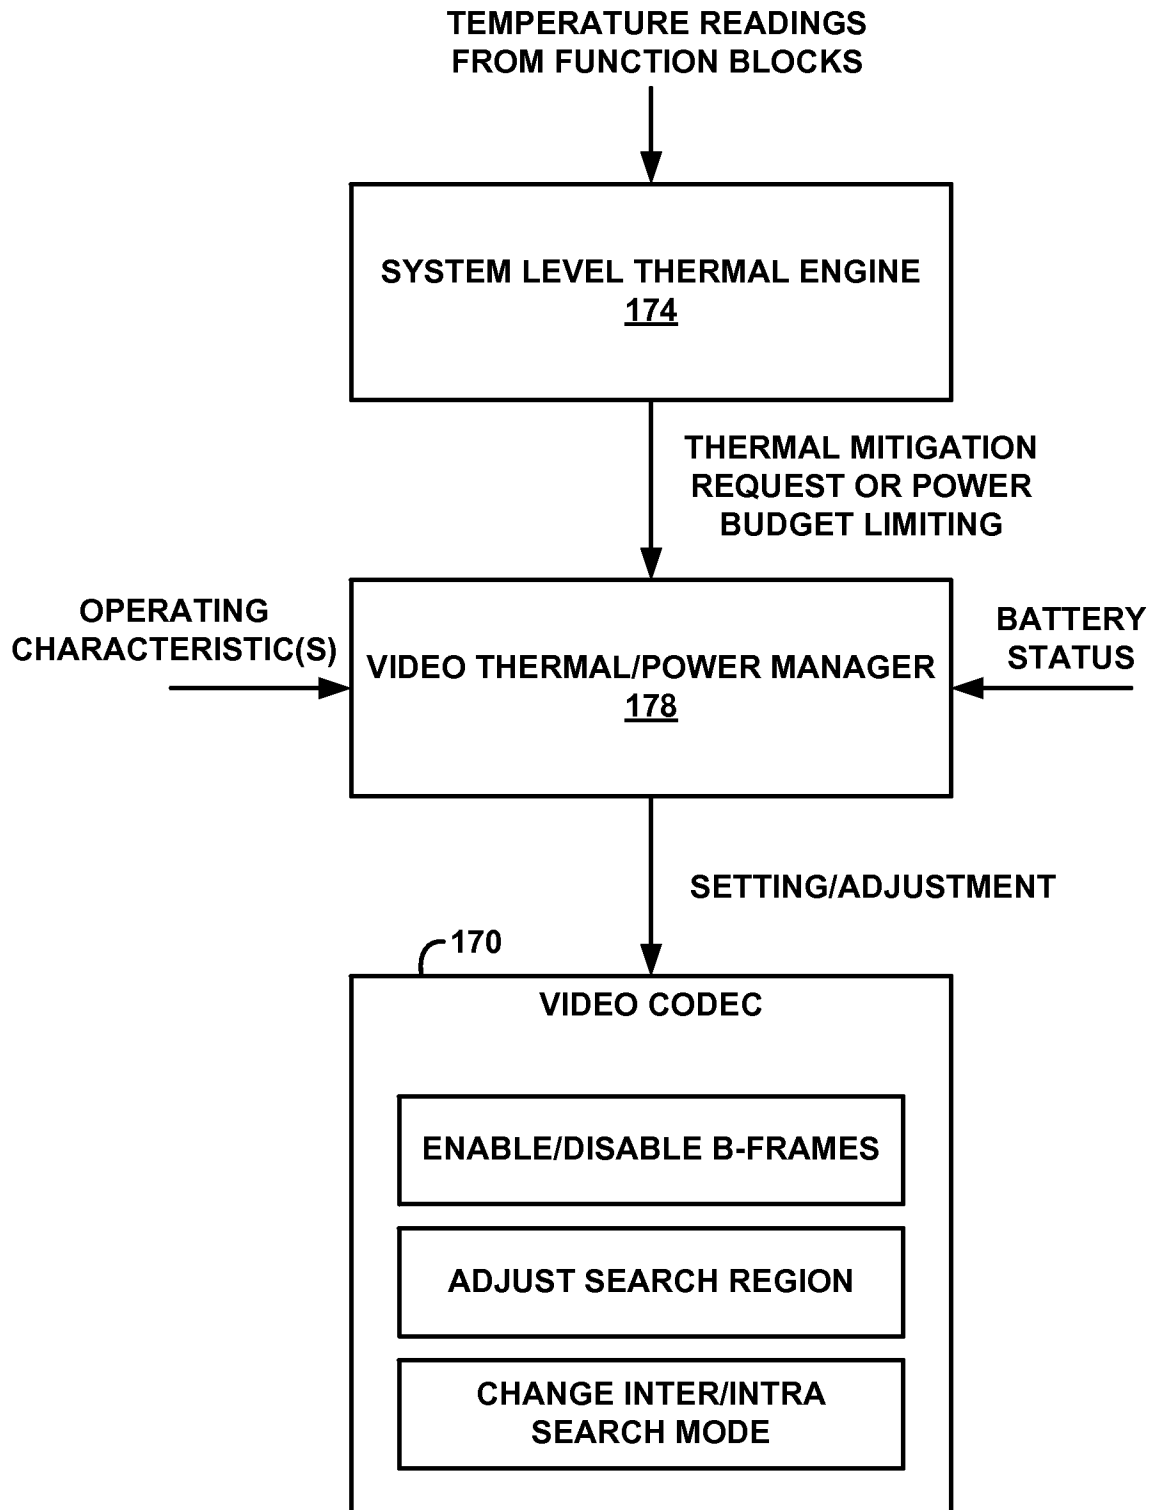 TEMPERATURE READINGS
FROM FUNCTION BLOCKS
SYSTEM LEVEL THERMAL ENGINE
174
THERMAL MITIGATION
REQUEST OR POWER
BUDGET LIMITING
OPERATING
CHARACTERISTIC(S)
VIDEO THERMAL/POWER MANAGER
178
BATTERY
STATUS
SETTING/ADJUSTMENT
170
VIDEO CODEC
ENABLE/DISABLE B-FRAMES
ADJUST SEARCH REGION
CHANGE INTER/INTRA
SEARCH MODE